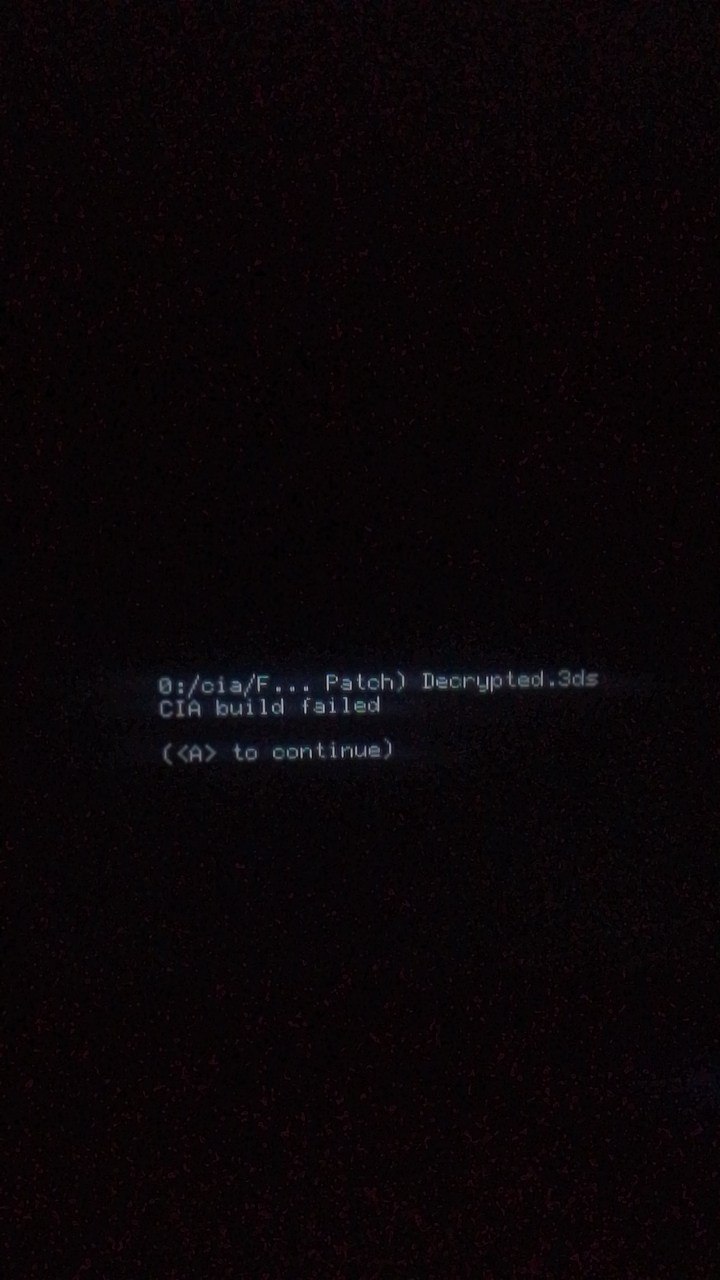 0:/cia/F... Patch) Decrypted.3ds
CIA build failed
(<A> to continue)